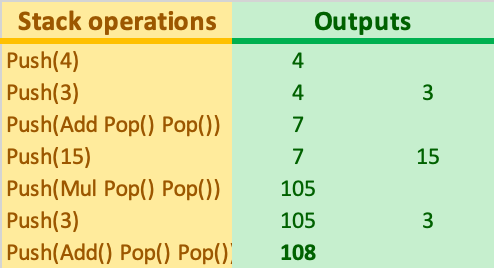 Stack operations Outputs
Push(4) 4
Push(3) 4 3
Push(Add Pop() Pop()) 7
Push(15) 7 15
Push(Mul Pop() Pop()) 105
Push(3) 105 3
Push(Add() Pop() Pop()) 108